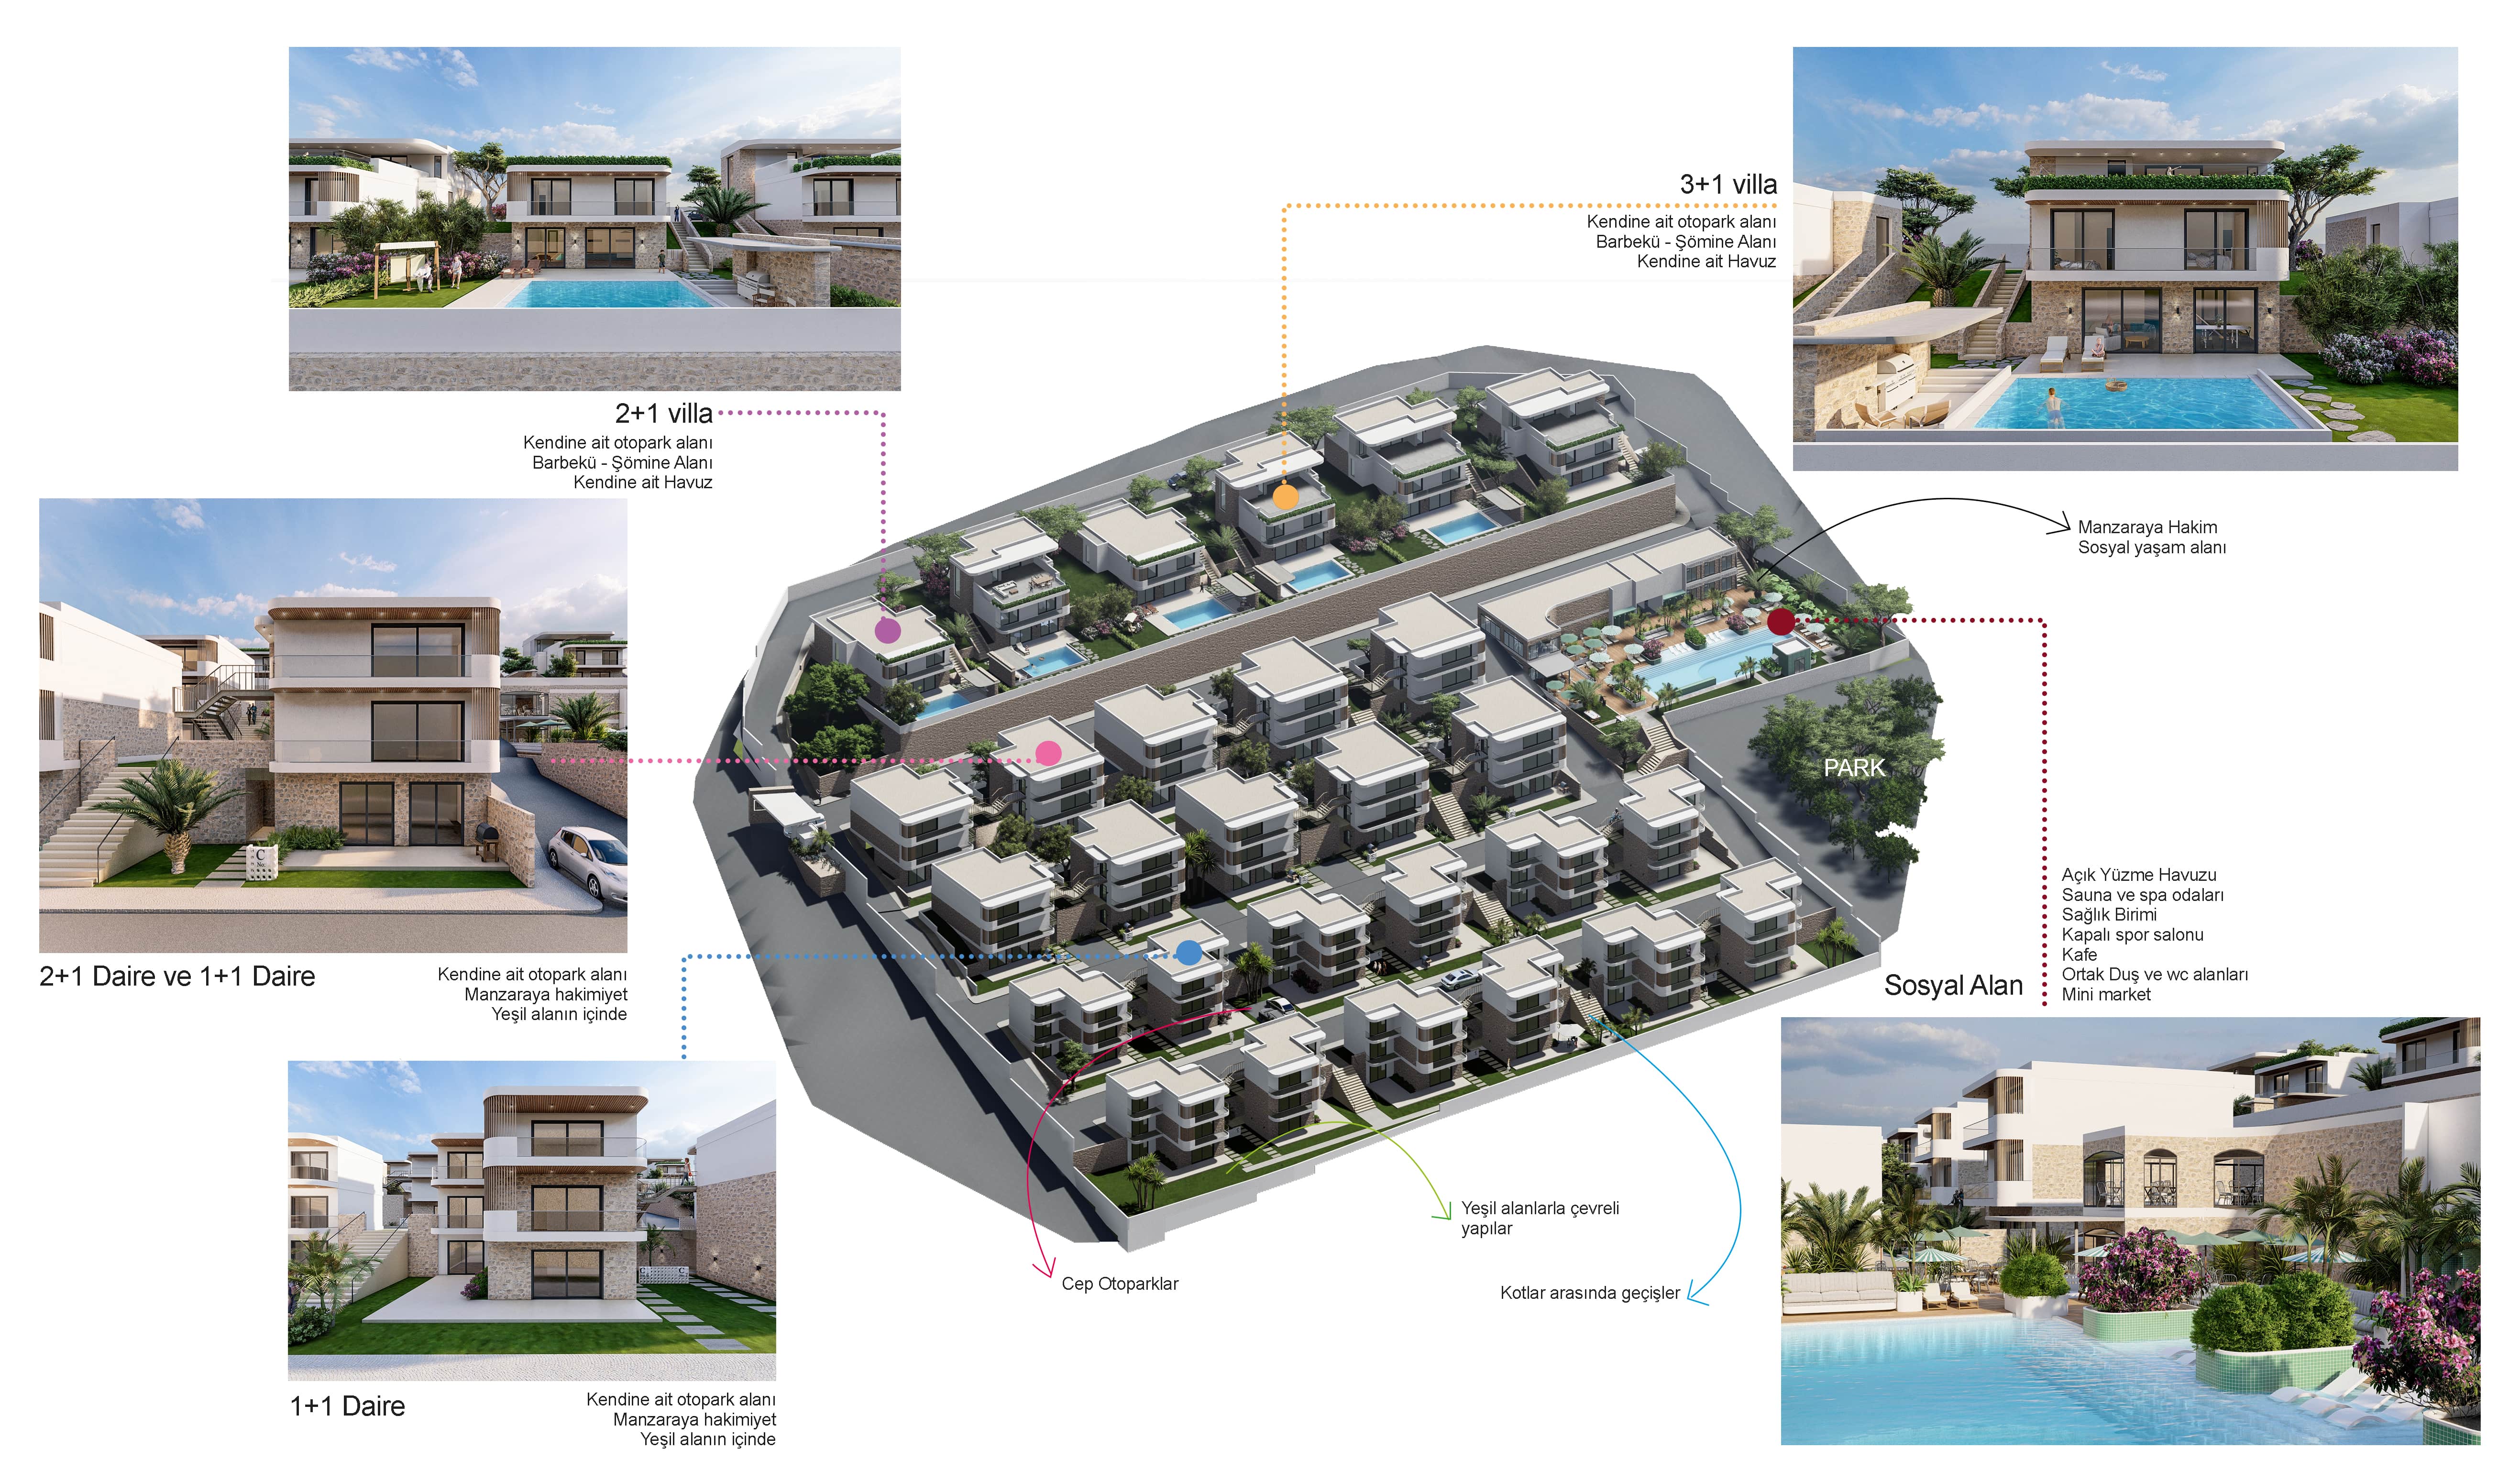 3+1 villa
Kendine ait otopark alanı
Barbekü - Şömine Alanı
Kendine ait Havuz
2+1 villa
Kendine ait otopark alanı
Barbekü - Şömine Alanı
Kendine ait Havuz
Manzaraya Hakim
Sosyal yaşam alanı
PARK
C
2+1 Daire ve 1+1 Daire
Kendine ait otopark alanı
Manzaraya hakimiyet
Yeşil alanın içinde
Sosyal Alan
Açık Yüzme Havuzu
Sauna ve spa odaları
Sağlık Birimi
Kapalı spor salonu
Kafe
Ortak Duş ve wc alanları
Mini market
Yeşil alanlarla çevreli
yapılar
Cep Otoparklar
Kotlar arasında geçişler
C
C
1+1 Daire
Kendine ait otopark alanı
Manzaraya hakimiyet
Yeşil alanın içinde